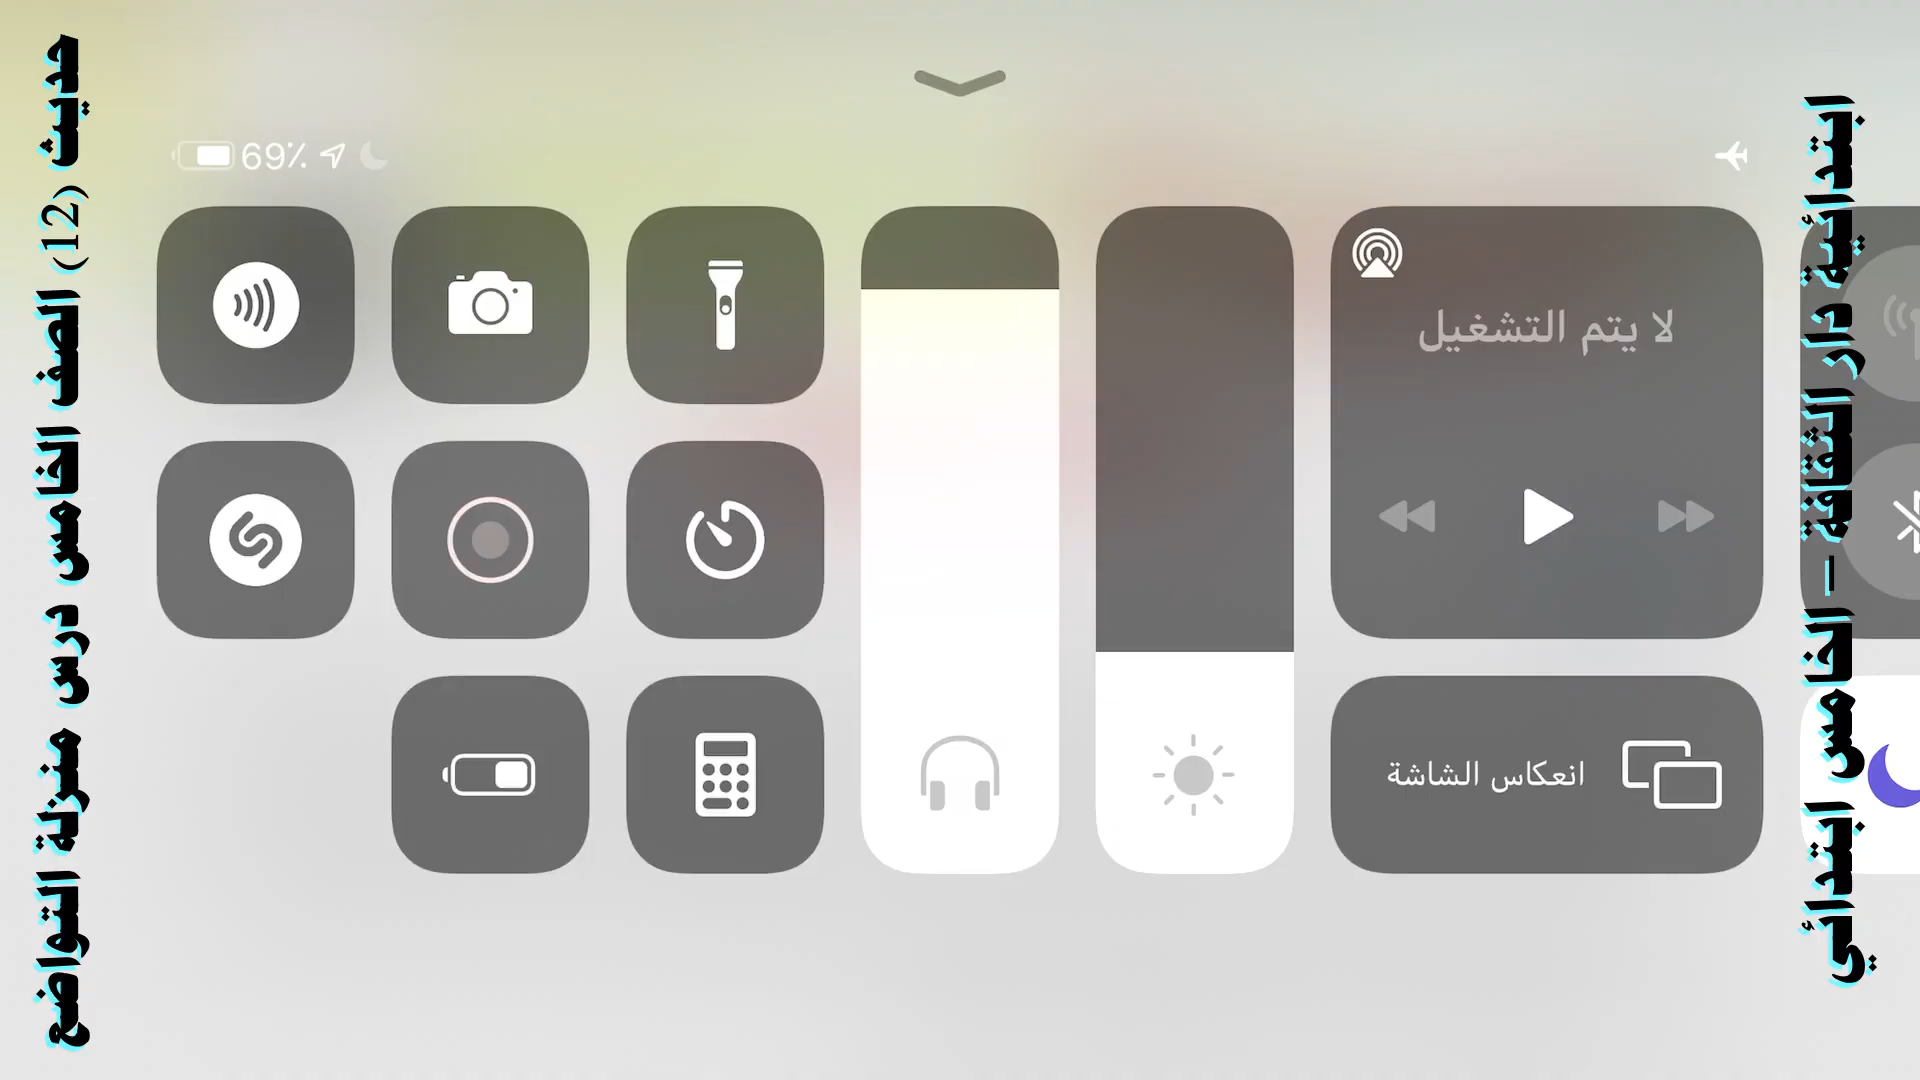 حديث (12) الصف الخامس درس منزلة التواضع
ابتدائية دار الثقافة – الخامس ابتدائي
69٪
لا يتم التشغيل
انعكاس الشاشة